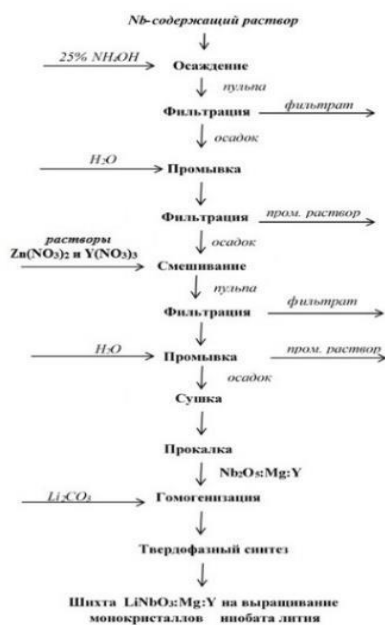 Nb-содержащий раствор
25% NH4OH
Осаждение
пульпа
Фильтрация
фильтрат
осадок
H2O
Промывка
Фильтрация
пром. раствор
осадок
растворы
Zn(NO3)2 и Y(NO3)3
Смешивание
пульпа
Фильтрация
фильтрат
H2O
Промывка
пром. раствор
осадок
Сушка
Прокалка
Nb2O5:Mg:Y
Li2CO3
Гомогенизация
Твердофазный синтез
Шихта LiNbO3:Mg:Y на выращивание
монокристаллов ниобата лития